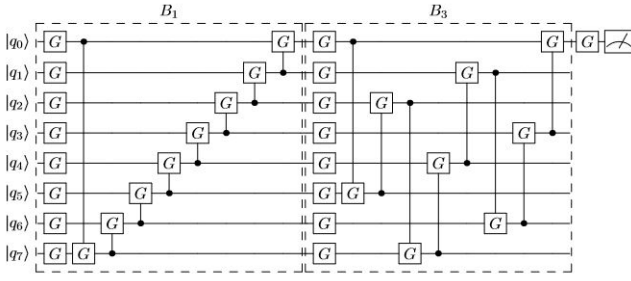 B₁ B₃
|q₀⟩ G G G G G
|q₁⟩ G G G G
|q₂⟩ G G G G
|q₃⟩ G G G G
|q₄⟩ G G G G
|q₅⟩ G G G G
|q₆⟩ G G G G
|q₇⟩ G G G G